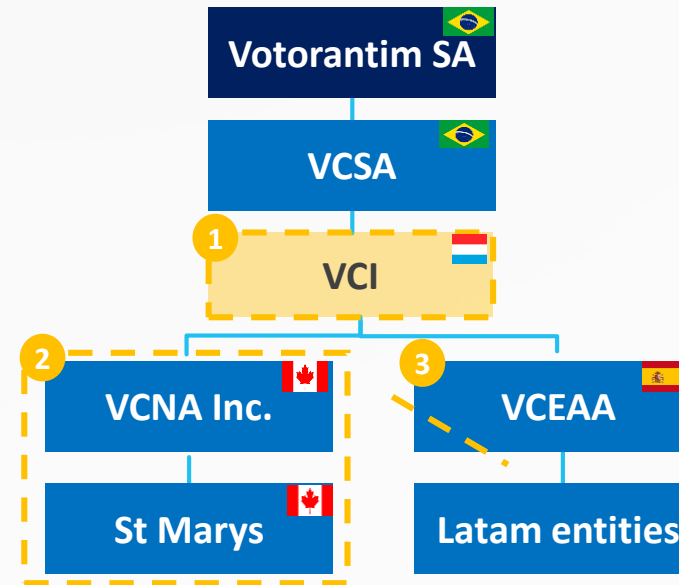 Votorantim SA
VCSA
1
VCI
2
3
VCNA Inc.
VCEAA
St Marys
Latam entities